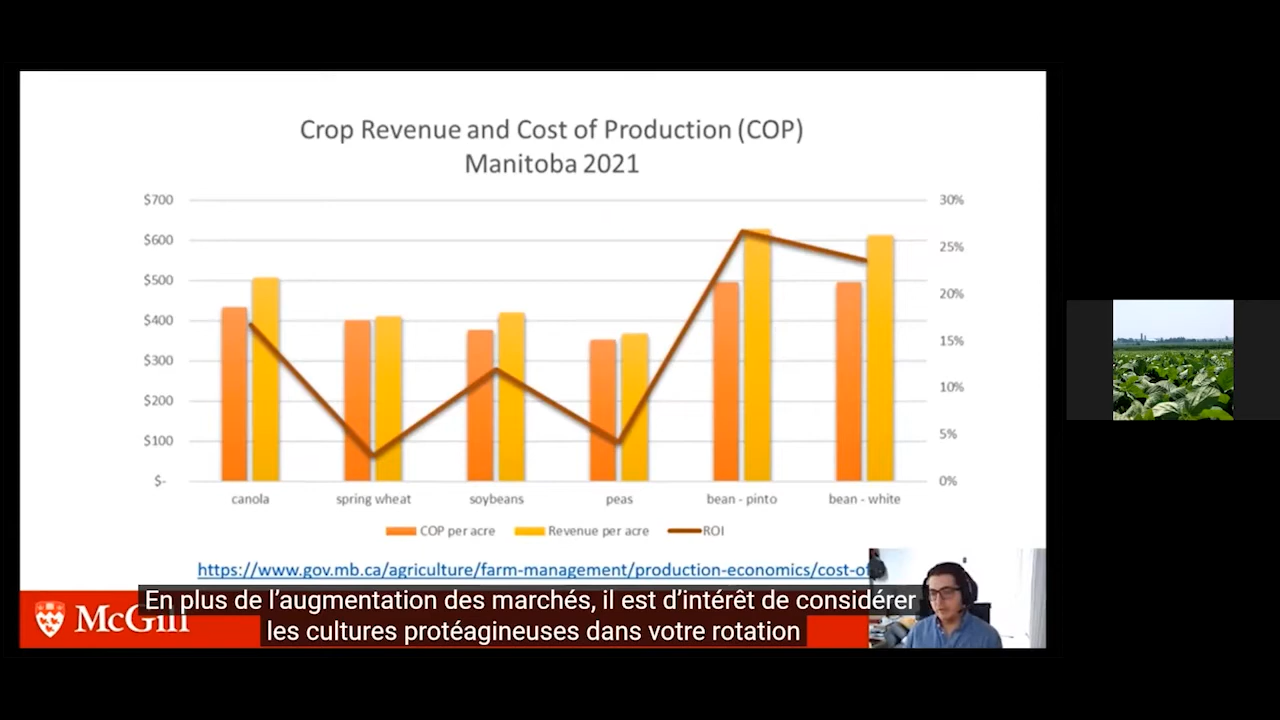 Crop Revenue and Cost of Production (COP)
Manitoba 2021
$700
$600
$500
$400
$300
$200
$100
$-
30%
25%
20%
15%
10%
5%
0%
canola
spring wheat
soybeans
peas
bean - pinto
bean - white
COP per acre
Revenue per acre
ROI
https://www.gov.mb.ca/agriculture/farm-management/production-economics/cost-of
McGill
En plus de l’augmentation des marchés, il est d’intérêt de considérer
les cultures protéagineuses dans votre rotation